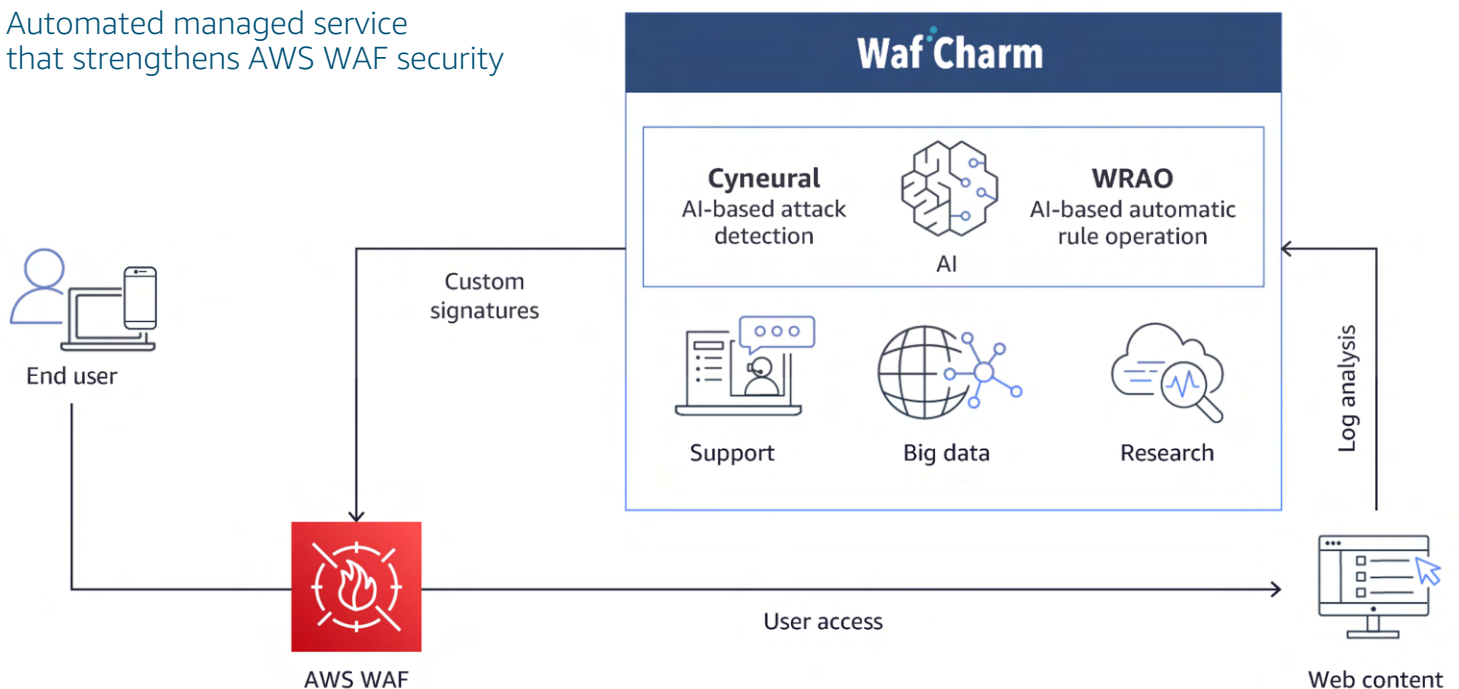 Automated managed service
that strengthens AWS WAF security
WafCharm
Cyneural
AI-based attack
detection
AI
WRAO
AI-based automatic
rule operation
Custom
signatures
End user
Support
Big data
Research
Log analysis
User access
AWS WAF
Web content